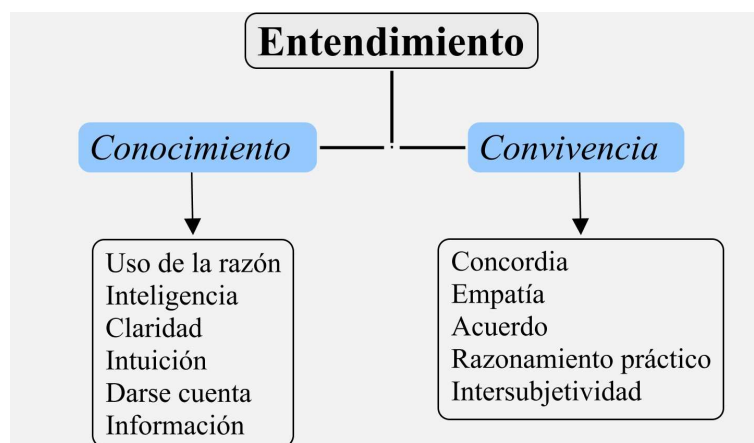 Entendimiento
Conocimiento
Convivencia
Uso de la razón
Inteligencia
Claridad
Intuición
Darse cuenta
Información
Concordia
Empatía
Acuerdo
Razonamiento práctico
Intersubjetividad